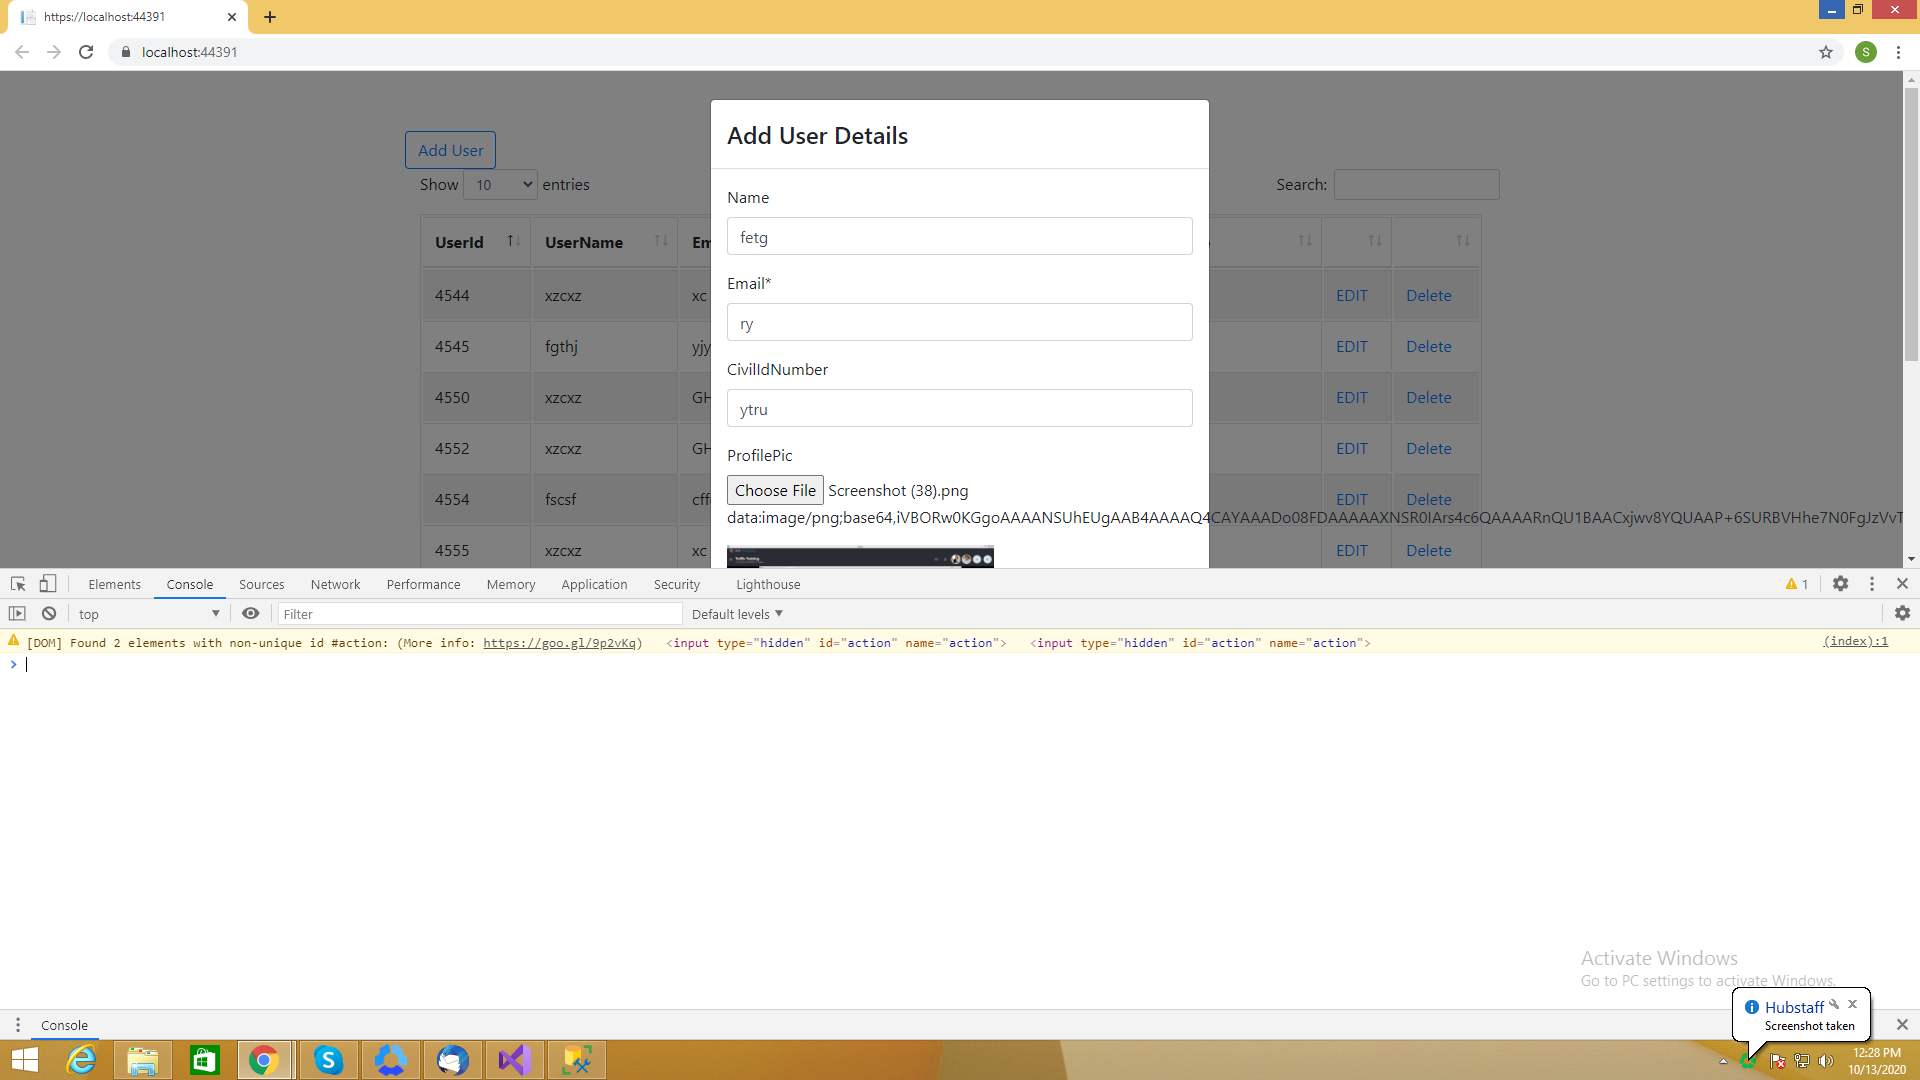 https://localhost:44391
localhost:44391
S
Add User Details
Add User
Show 10 entries
Search:
Name
fetg
UserId UserName Em
Email*
4544 xzcxz xc EDIT Delete
ry
4545 fgthj yjy EDIT Delete
CivilIdNumber
4550 xzcxz GH EDIT Delete
ytru
4552 xzcxz GH EDIT Delete
ProfilePic
Choose File Screenshot (38).png
4554 fscsf cff EDIT Delete
data:image/png;base64,iVBORw0KGgoAAAANSUhEUgAAB4AAAAQ4CAYAAADo08FDAAAAAXNSR0IArs4c6QAAAARnQU1BAACxjwv8YQUAAP+6SURBVHhe7N0FgJzVvT
4555 xzcxz xc EDIT Delete
Elements Console Sources Network Performance Memory Application Security Lighthouse 1
top Filter Default levels
[DOM] Found 2 elements with non-unique id #action: (More info: https://goo.gl/9p2vKq) <input type="hidden" id="action" name="action"> <input type="hidden" id="action" name="action"> (index):1
Activate Windows
Go to PC settings to activate Windows.
Hubstaff
Screenshot taken
Console
12:28 PM
10/13/2020